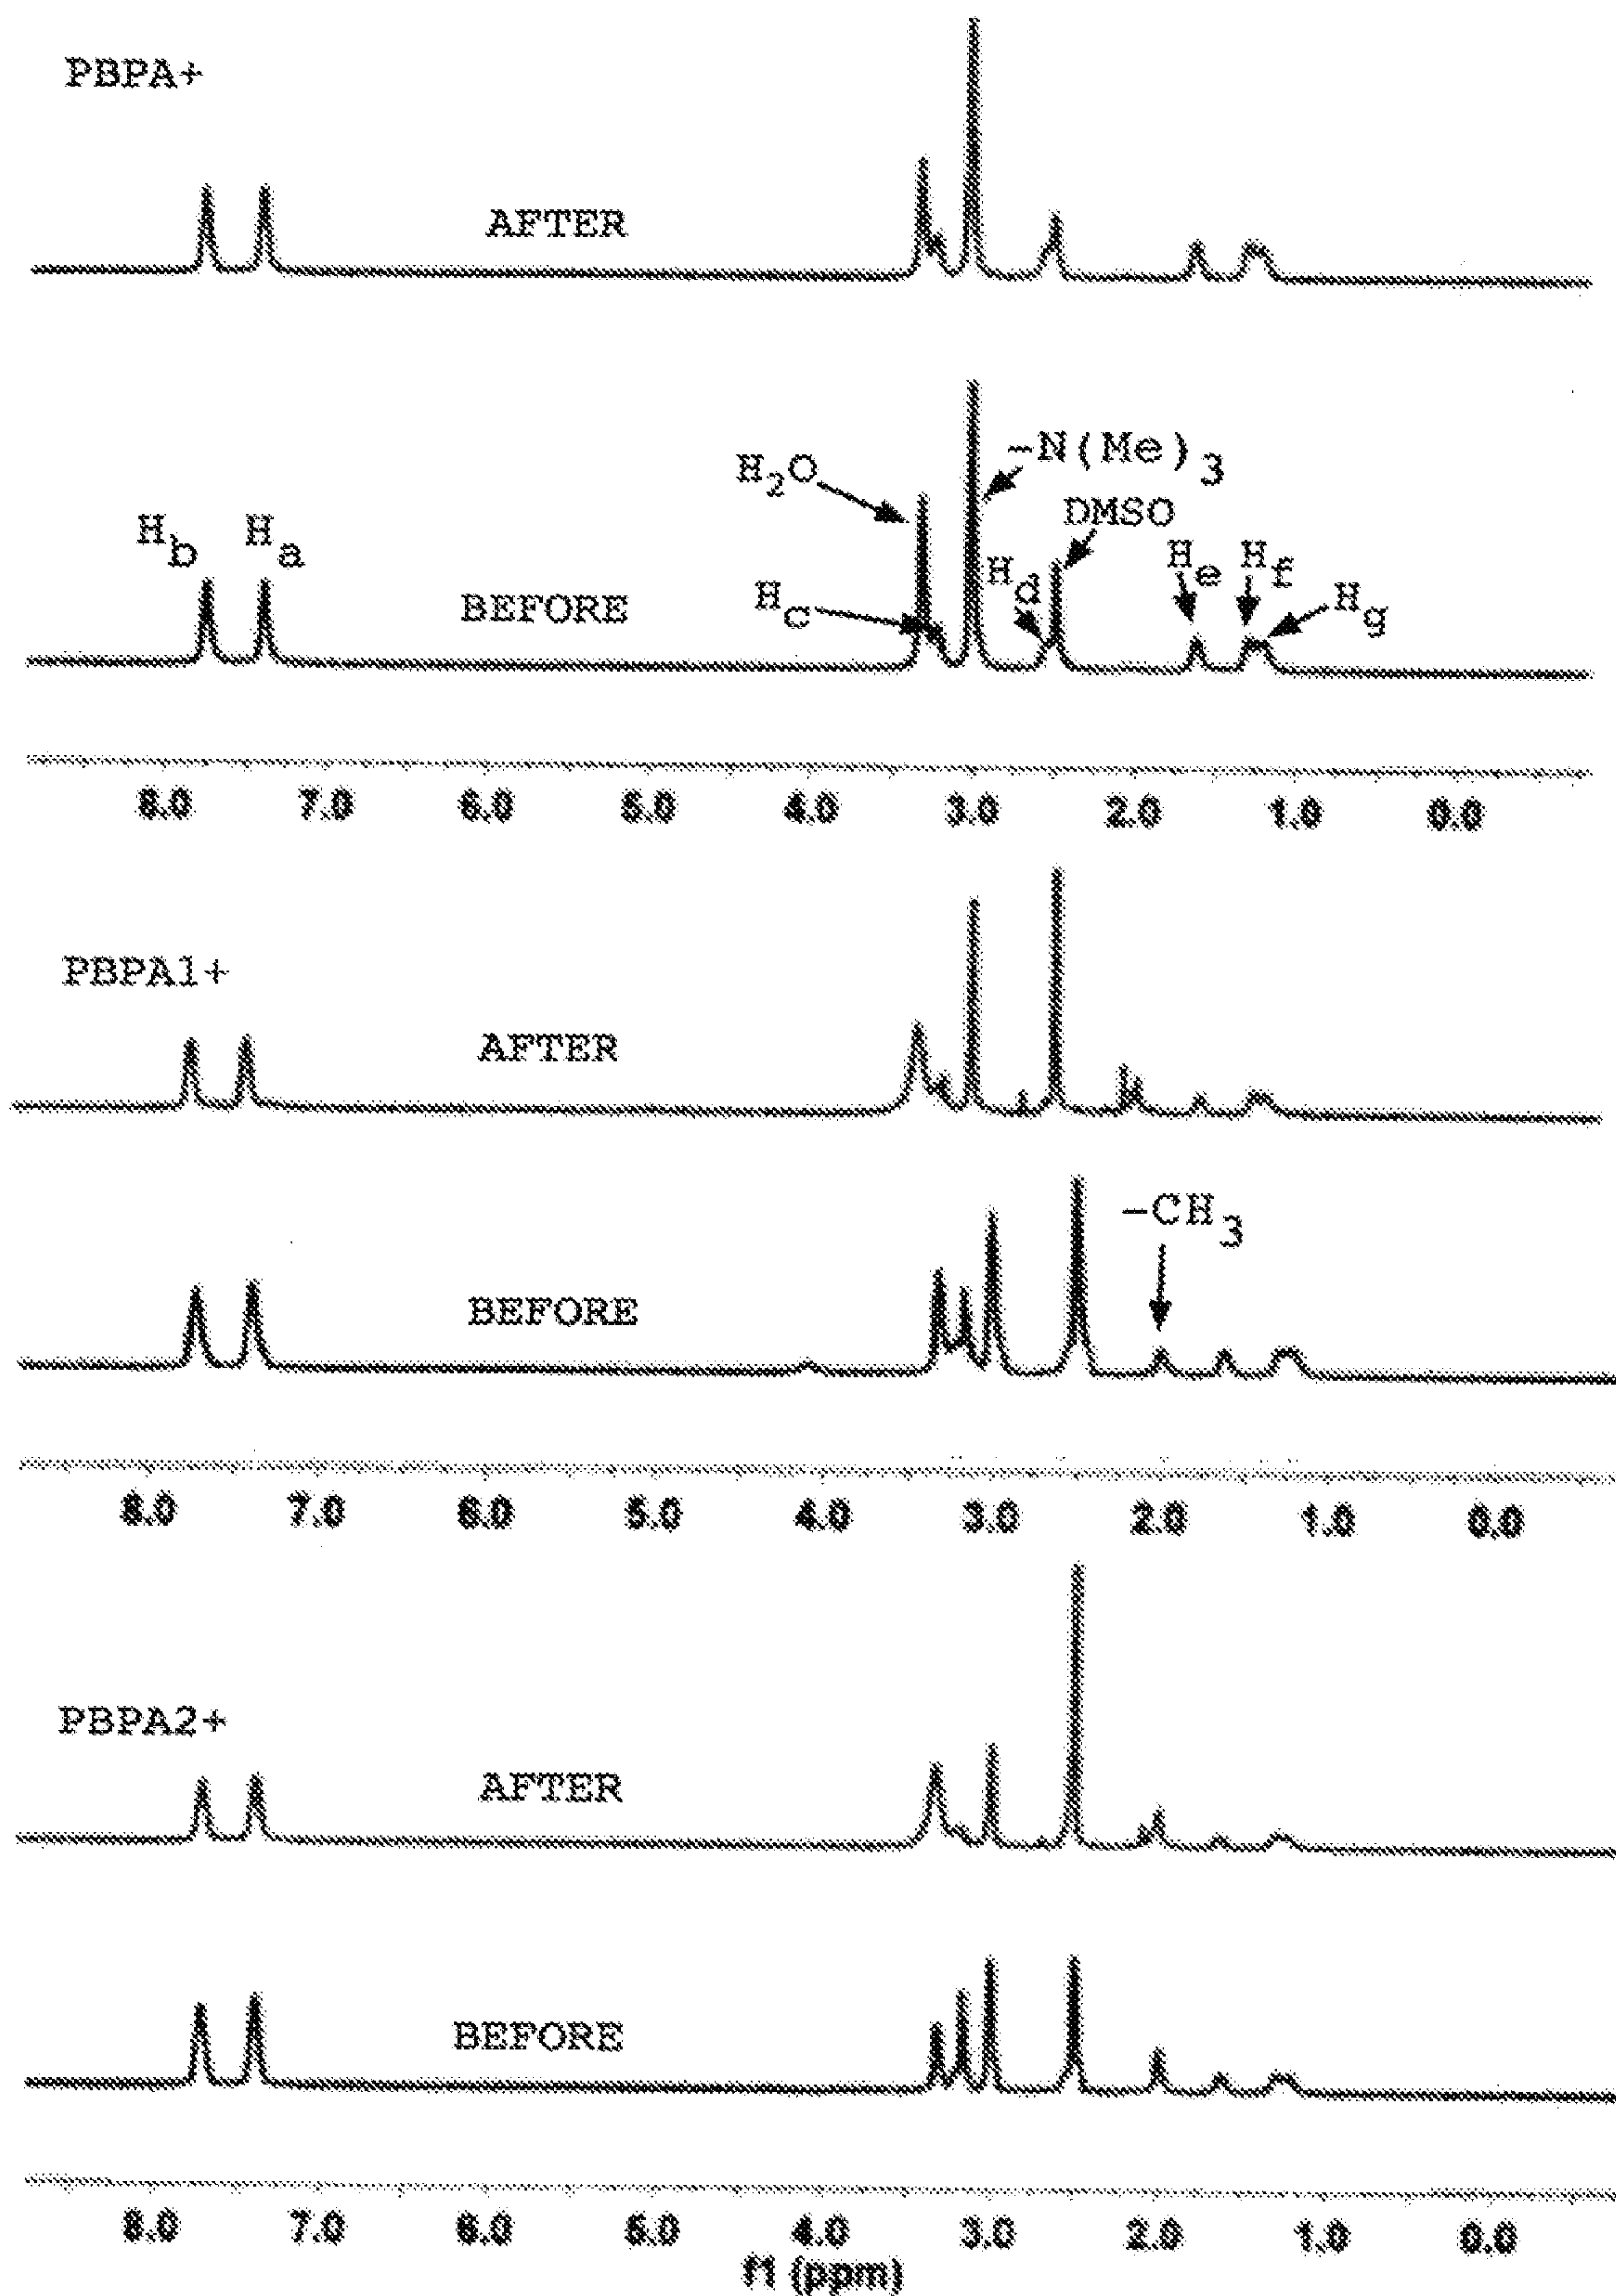 PBPA+
AFTER
-N(Me)3
H2O
DMSO
Hb Ha He Hf
Hd
BEFORE Hc Hg
8.0 7.0 6.0 5.0 4.0 3.0 2.0 1.0 0.0
PBPA1+
AFTER
-CH3
BEFORE
8.0 7.0 6.0 5.0 4.0 3.0 2.0 1.0 0.0
PBPA2+
AFTER
BEFORE
8.0 7.0 6.0 5.0 4.0 3.0 2.0 1.0 0.0
f1 (ppm)